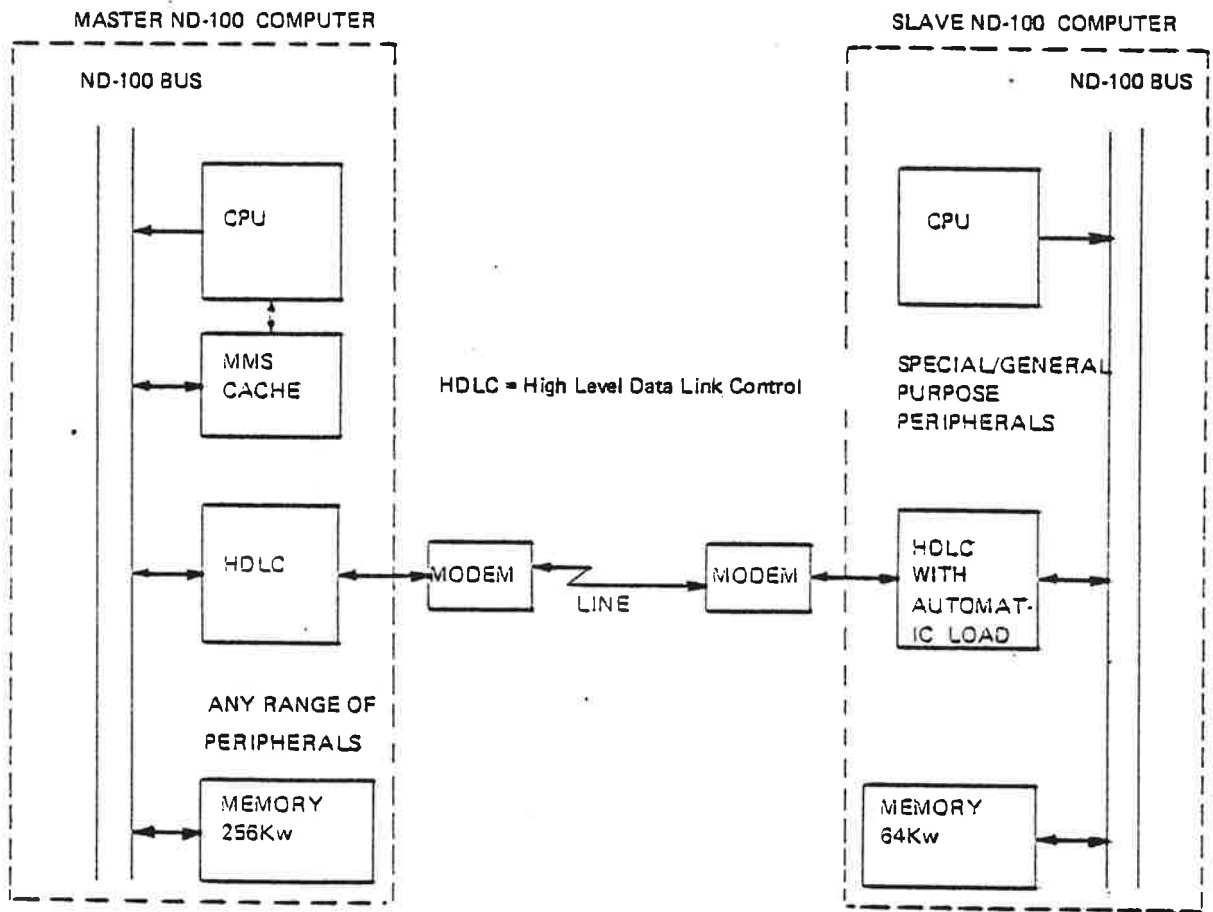 MASTER ND-100 COMPUTER
ND-100 BUS
CPU
MMS
CACHE
HDLC
ANY RANGE OF
PERIPHERALS
MEMORY
256Kw
HDLC = High Level Data Link Control
MODEM
LINE
MODEM
SLAVE ND-100 COMPUTER
ND-100 BUS
CPU
SPECIAL/GENERAL
PURPOSE
PERIPHERALS
HDLC
WITH
AUTOMAT-
IC LOAD
MEMORY
64Kw